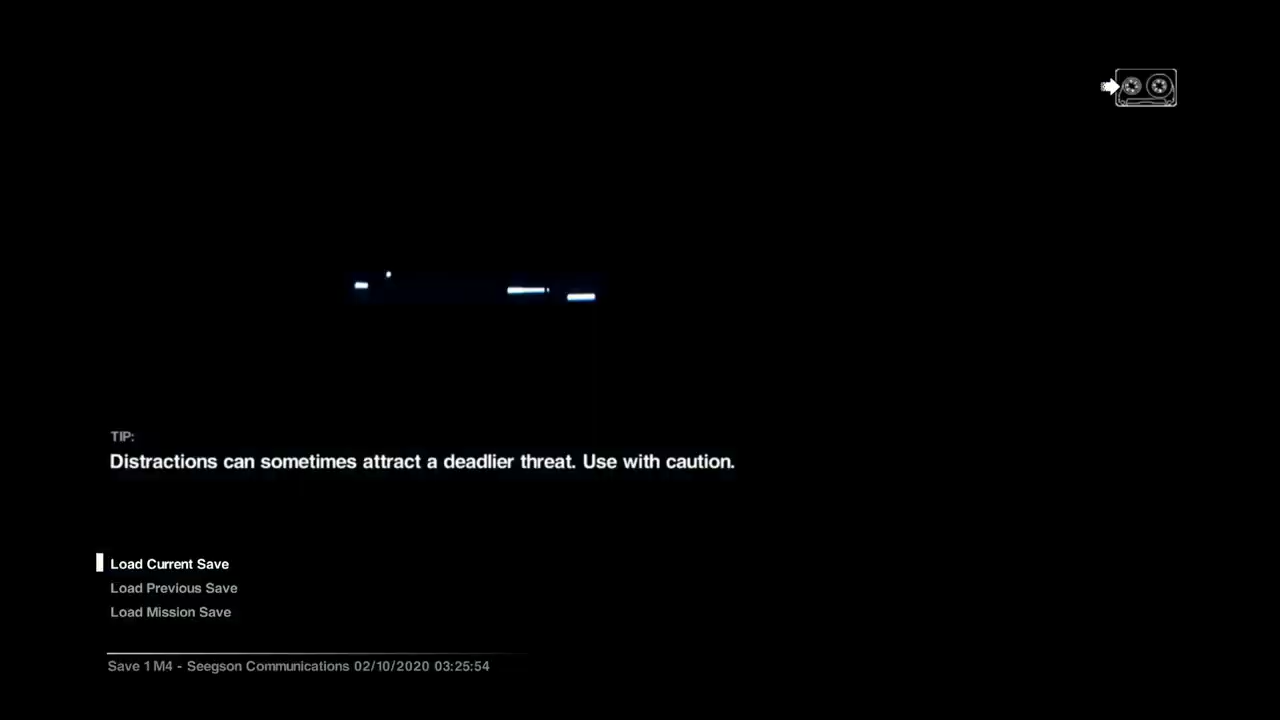 TIP:
Distractions can sometimes attract a deadlier threat. Use with caution.
Load Current Save
Load Previous Save
Load Mission Save
Save 1 M4 - Seegson Communications 02/10/2020 03:25:54